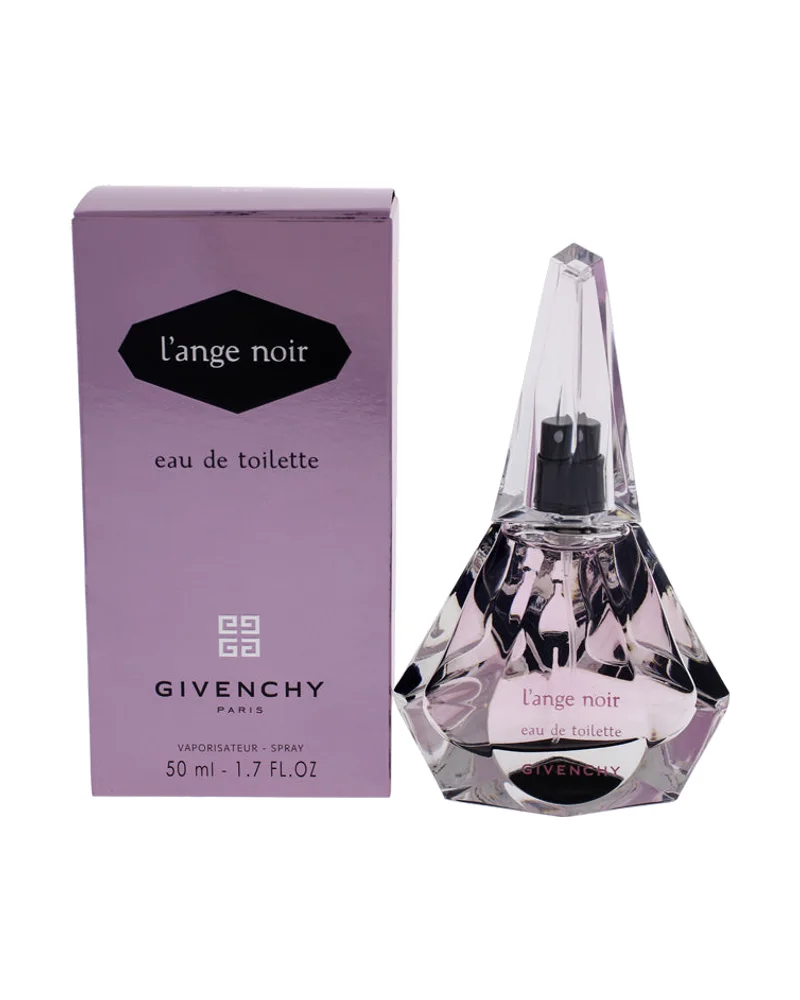 l'ange noir
eau de toilette
GIVENCHY
PARIS
VAPORISATEUR - SPRAY
50 ml - 1.7 FL.OZ
l'ange noir
eau de toilette
GIVENCHY